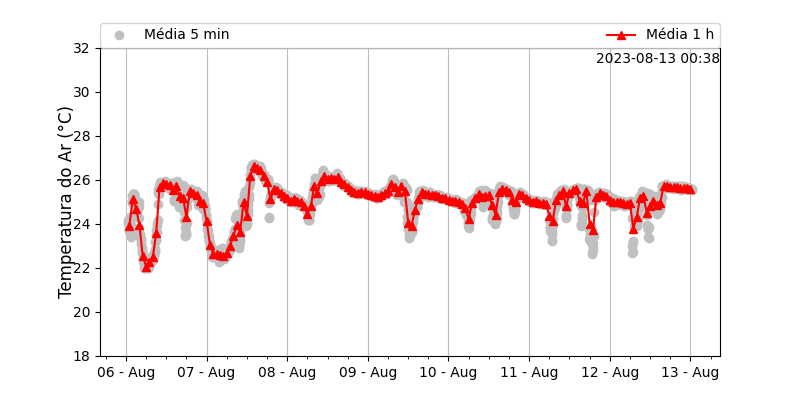 Média 5 min
Média 1 h
2023-08-13 00:38
Temperatura do Ar (°C)
32
30
28
26
24
22
20
18
06 - Aug
07 - Aug
08 - Aug
09 - Aug
10 - Aug
11 - Aug
12 - Aug
13 - Aug